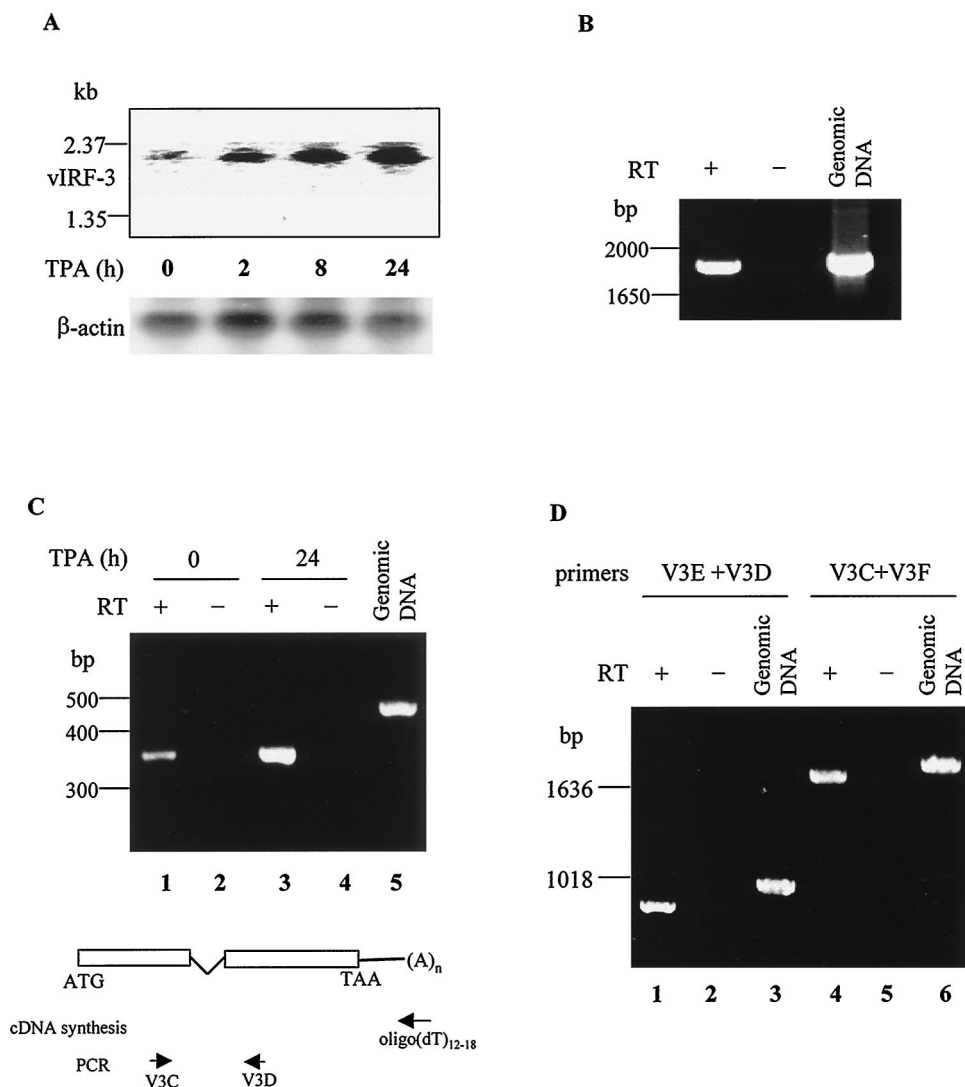 A
kb
2.37
vIRF-3
1.35
TPA (h) 0 2 8 24
β-actin
B
RT + − Genomic DNA
bp
2000
1650
C
TPA (h) 0 24
RT + − + − Genomic DNA
bp
500
400
300
1 2 3 4 5
ATG TAA (A)n
cDNA synthesis
oligo(dT)12-18
PCR
V3C V3D
D
primers V3E +V3D V3C+V3F
RT + − Genomic DNA + − Genomic DNA
bp
1636
1018
1 2 3 4 5 6